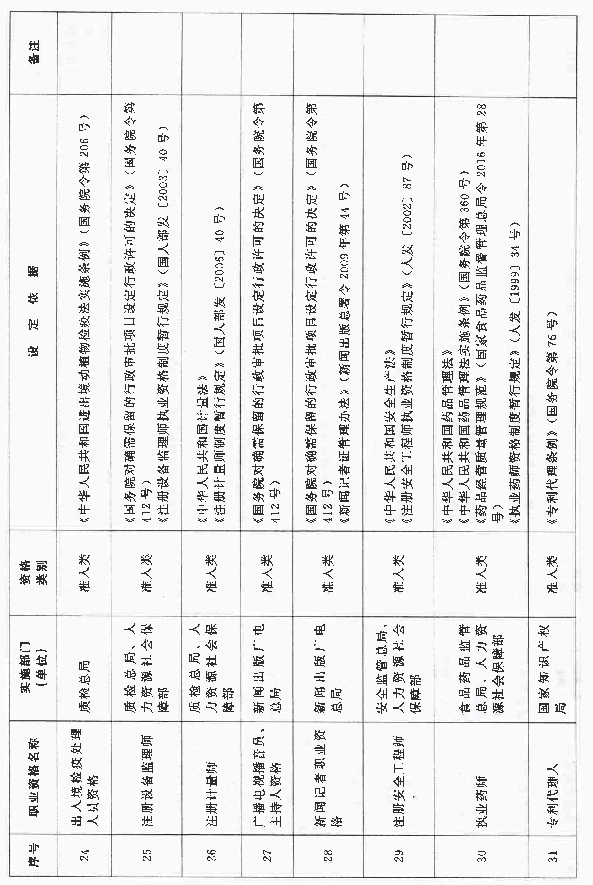 序号 职业资格名称 实施部门（单位） 资格类别 设定依据 备注
24 出入境检疫处理人员资格 质检总局 准入类 《中华人民共和国进出境动植物检疫法实施条例》（国务院令第206号）
25 注册设备监理师 质检总局、人力资源社会保障部 准入类 《国务院对确需保留的行政审批项目设定行政许可的决定》（国务院令第412号）
《注册设备监理师执业资格制度暂行规定》（国人部发〔2003〕40号）
26 注册计量师 质检总局、人力资源社会保障部 准入类 《中华人民共和国计量法》
《注册计量师制度暂行规定》（国人部发〔2006〕40号）
27 广播电视播音员、主持人资格 新闻出版广电总局 准入类 《国务院对确需保留的行政审批项目设定行政许可的决定》（国务院令第412号）
28 新闻记者职业资格 新闻出版广电总局 准入类 《国务院对确需保留的行政审批项目设定行政许可的决定》（国务院令第412号）
《新闻记者证管理办法》（新闻出版总署令2009年第44号）
29 注册安全工程师 安全监管总局、人力资源社会保障部 准入类 《中华人民共和国安全生产法》
《注册安全工程师执业资格制度暂行规定》（人发〔2002〕87号）
30 执业药师 食品药品监管总局、人力资源社会保障部 准入类 《中华人民共和国药品管理法》
《中华人民共和国药品管理法实施条例》（国务院令第360号）
《药品经营质量管理规范》（国家食品药品监督管理总局令2016年第28号）
《执业药师资格制度暂行规定》（人发〔1999〕34号）
31 专利代理人 国家知识产权局 准入类 《专利代理条例》（国务院令第76号）